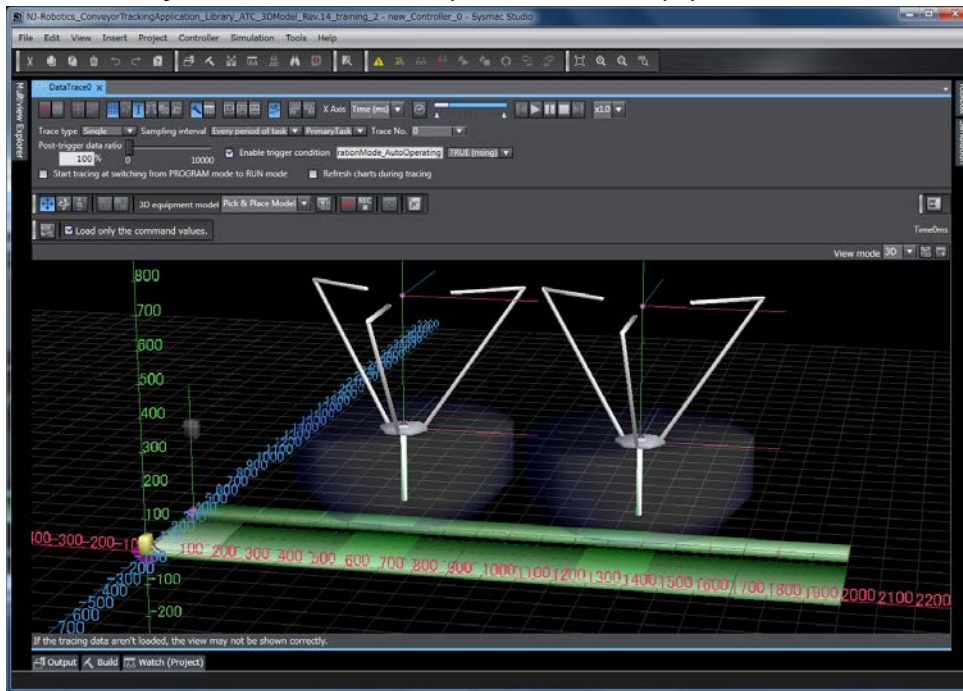 NJ-Robotics_ConveyorTrackingApplication_Library_ATC_3DModel_Rev.14_training_2 - new_Controller_0 - Sysmac Studio
File Edit View Insert Project Controller Simulation Tools Help
Multiview Explorer
DataTrace0 x
X Axis Time (ms) x1.0
Trace type Single Sampling interval Every period of task PrimaryTask Trace No. 0
Post-trigger data ratio
100 % 0 10000 Enable trigger condition rationMode_AutoOperating TRUE (rising)
Start tracing at switching from PROGRAM mode to RUN mode Refresh charts during tracing
3D equipment model Pick & Place Model REC
Load only the command values. Time0ms
View mode 3D
800
700
600
500
400
300
200
100
-300 -200 100 200 300 400 500 600 700 800 900 1000 1100 1200 1300 1400 1500 1600 1700 1800 1900 2000 2100 2200
-100
-200
If the tracing data aren't loaded, the view may not be shown correctly.
Output Build Watch (Project)